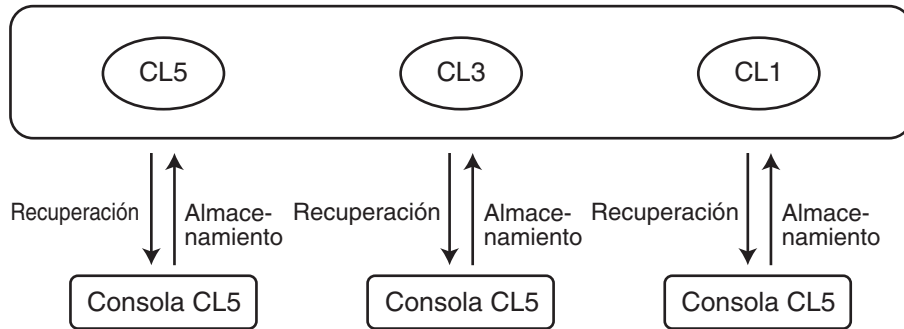 CL5
CL3
CL1
Recuperación
Almace-
namiento
Recuperación
Almace-
namiento
Recuperación
Almace-
namiento
Consola CL5
Consola CL5
Consola CL5